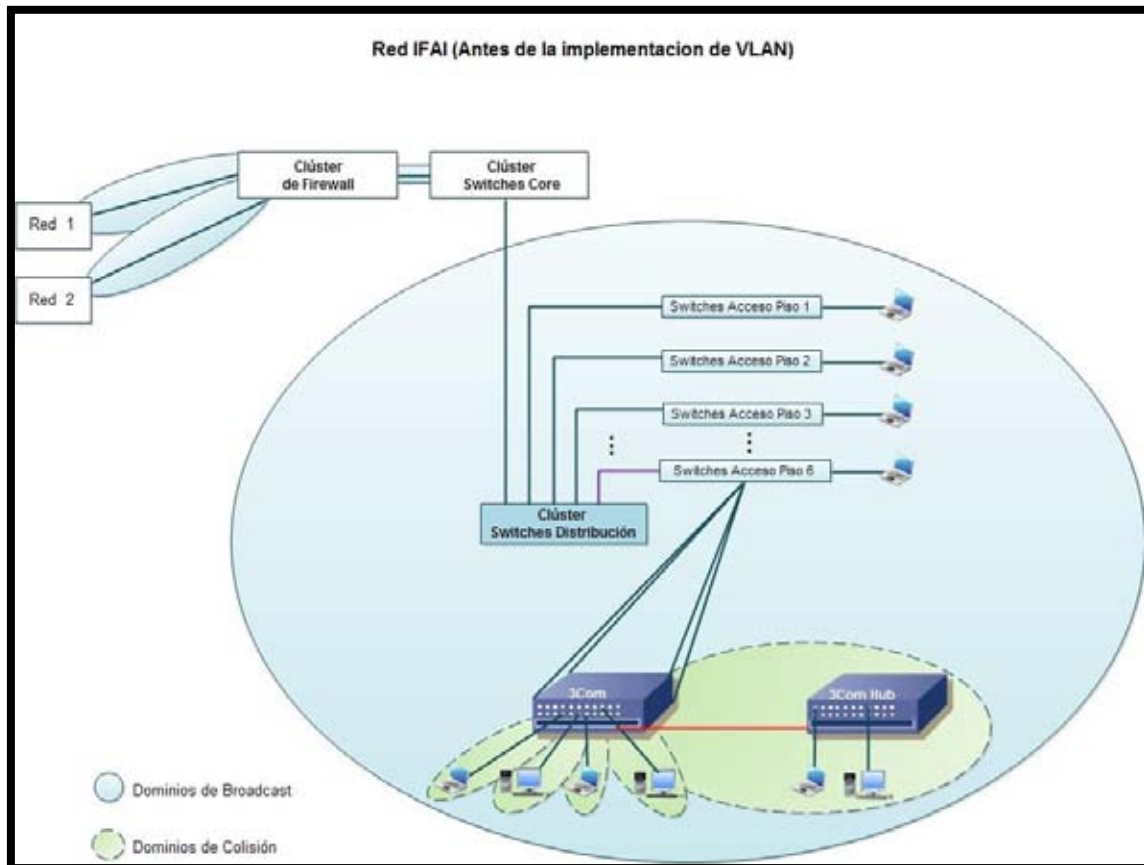 Red IFAI (Antes de la implementacion de VLAN)
Clúster
de Firewall
Clúster
Switches Core
Red 1
Red 2
Switches Acceso Piso 1
Switches Acceso Piso 2
Switches Acceso Piso 3
Switches Acceso Piso 6
Clúster
Switches Distribución
3Com
3Com Hub
Dominios de Broadcast
Dominios de Colisión